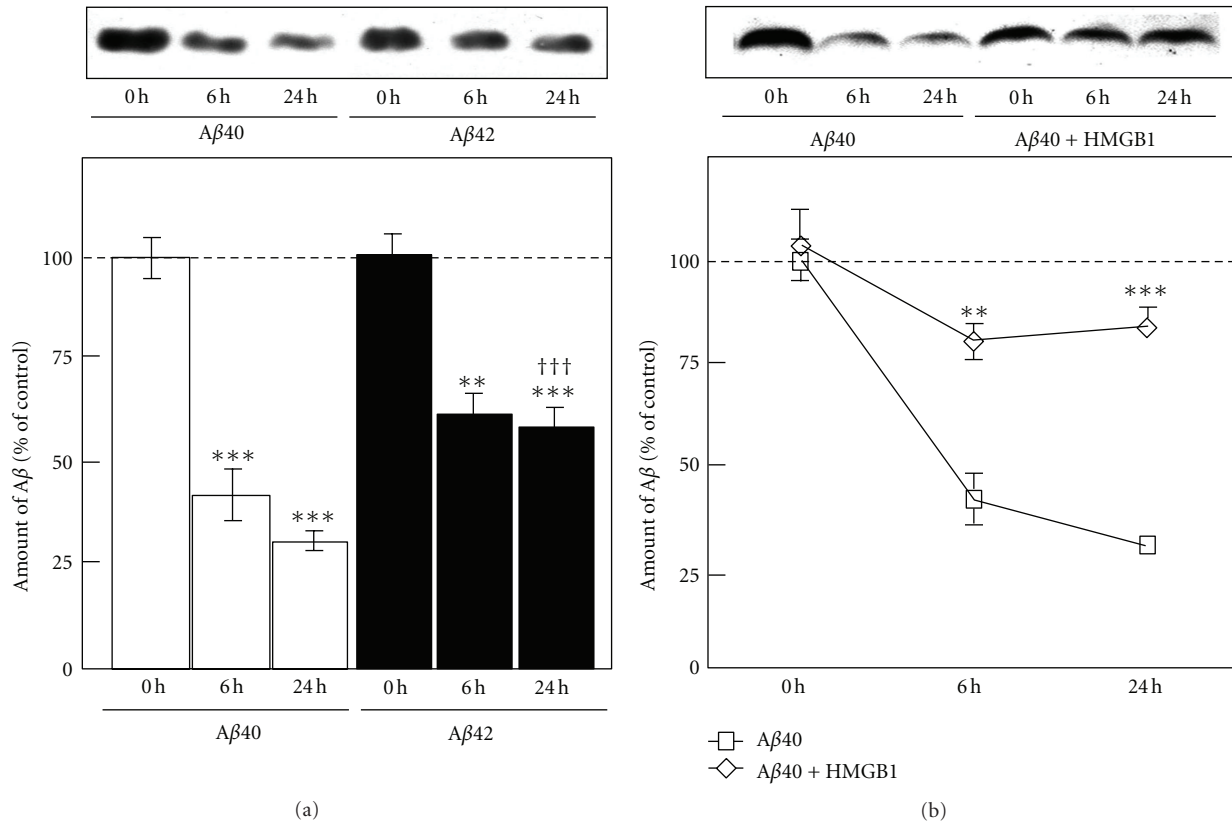 0 h 6 h 24 h 0 h 6 h 24 h
Aβ40 Aβ42
Amount of Aβ (% of control)
100
75
50
25
0
***
***
**
†††
***
0 h 6 h 24 h 0 h 6 h 24 h
Aβ40 Aβ42
(a)
0 h 6 h 24 h 0 h 6 h 24 h
Aβ40 Aβ40 + HMGB1
Amount of Aβ (% of control)
100
75
50
25
0
**
***
0 h 6 h 24 h
Aβ40
Aβ40 + HMGB1
(b)